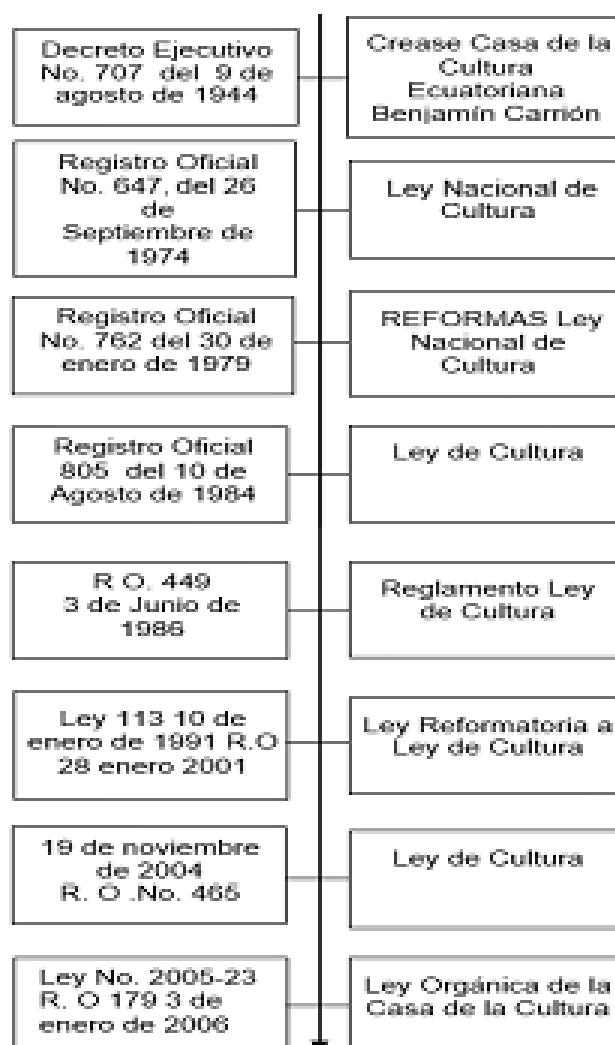 Decreto Ejecutivo
No. 707 del 9 de
agosto de 1944
Crease Casa de la
Cultura
Ecuatoriana
Benjamín Carrión
Registro Oficial
No. 647, del 26
de
Septiembre de
1974
Ley Nacional de
Cultura
Registro Oficial
No. 762 del 30 de
enero de 1979
REFORMAS Ley
Nacional de
Cultura
Registro Oficial
805 del 10 de
Agosto de 1984
Ley de Cultura
R O. 449
3 de Junio de
1986
Reglamento Ley
de Cultura
Ley 113 10 de
enero de 1991 R.O
28 enero 2001
Ley Reformatoria a
Ley de Cultura
19 de noviembre
de 2004
R. O .No. 465
Ley de Cultura
Ley No. 2005-23
R. O 179 3 de
enero de 2006
Ley Orgánica de la
Casa de la Cultura